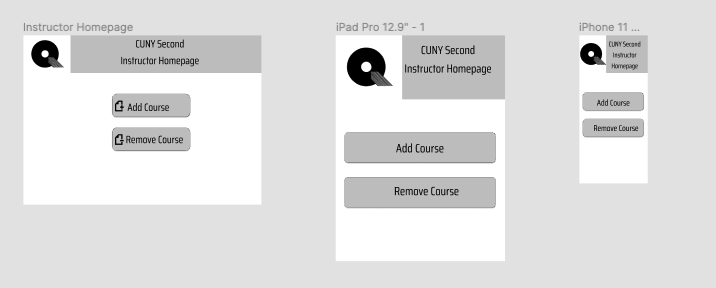 Instructor Homepage
CUNY Second
Instructor Homepage
Add Course
Remove Course
iPad Pro 12.9" - 1
CUNY Second
Instructor Homepage
Add Course
Remove Course
iPhone 11 ...
CUNY Second
Instructor
Homepage
Add Course
Remove Course